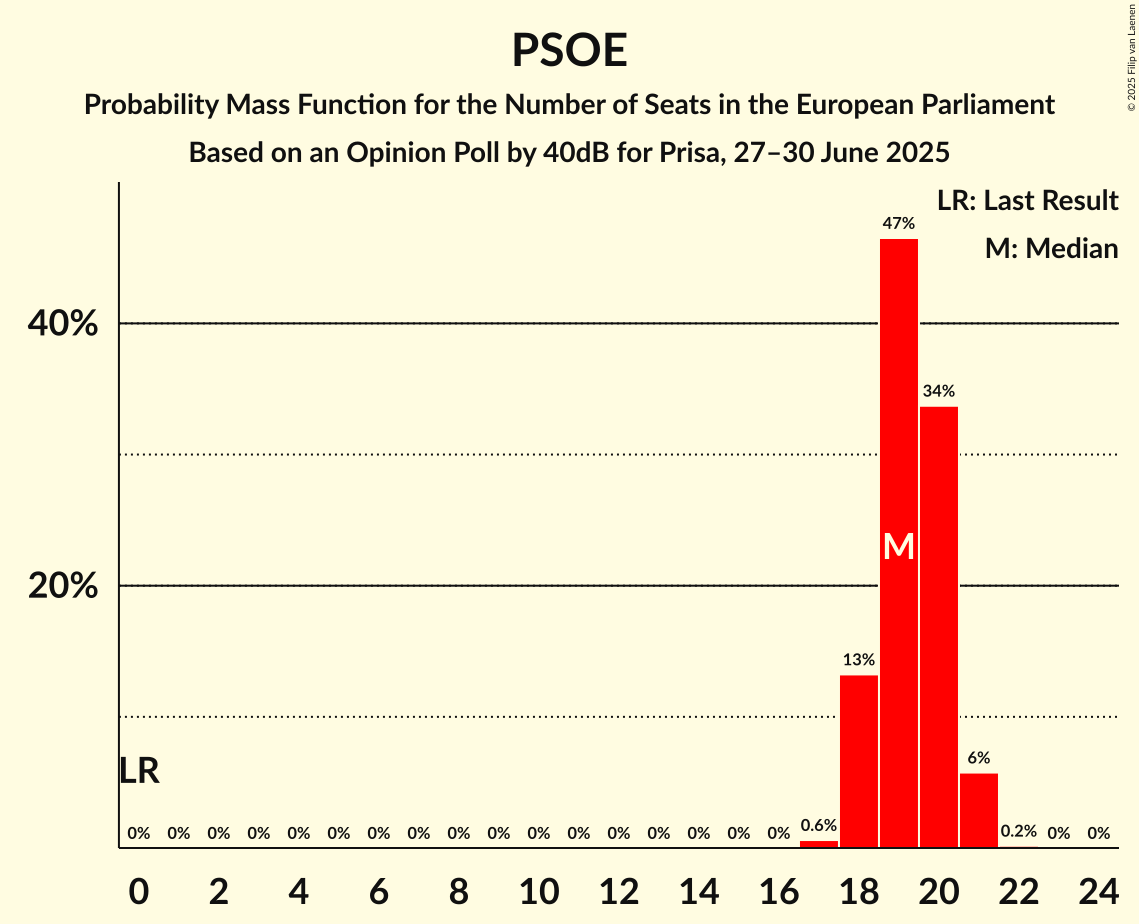 PSOE
Probability Mass Function for the Number of Seats in the European Parliament
Based on an Opinion Poll by 40dB for Prisa, 27–30 June 2025
© 2025 Filip van Laenen
LR: Last Result
M: Median
47%
40%
34%
M
20%
13%
6%
LR
0% 0% 0% 0% 0% 0% 0% 0% 0% 0% 0% 0% 0% 0% 0% 0% 0% 0.6% 0.2% 0% 0%
0 2 4 6 8 10 12 14 16 18 20 22 24